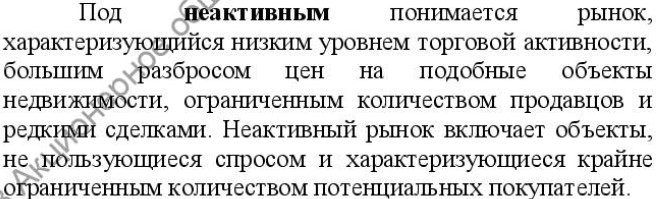 Под неактивным понимается рынок,
характеризующийся низким уровнем торговой активности,
большим разбросом цен на подобные объекты
недвижимости, ограниченным количеством продавцов и
редкими сделками. Неактивный рынок включает объекты,
не пользующиеся спросом и характеризующиеся крайне
ограниченным количеством потенциальных покупателей.
Акционерное